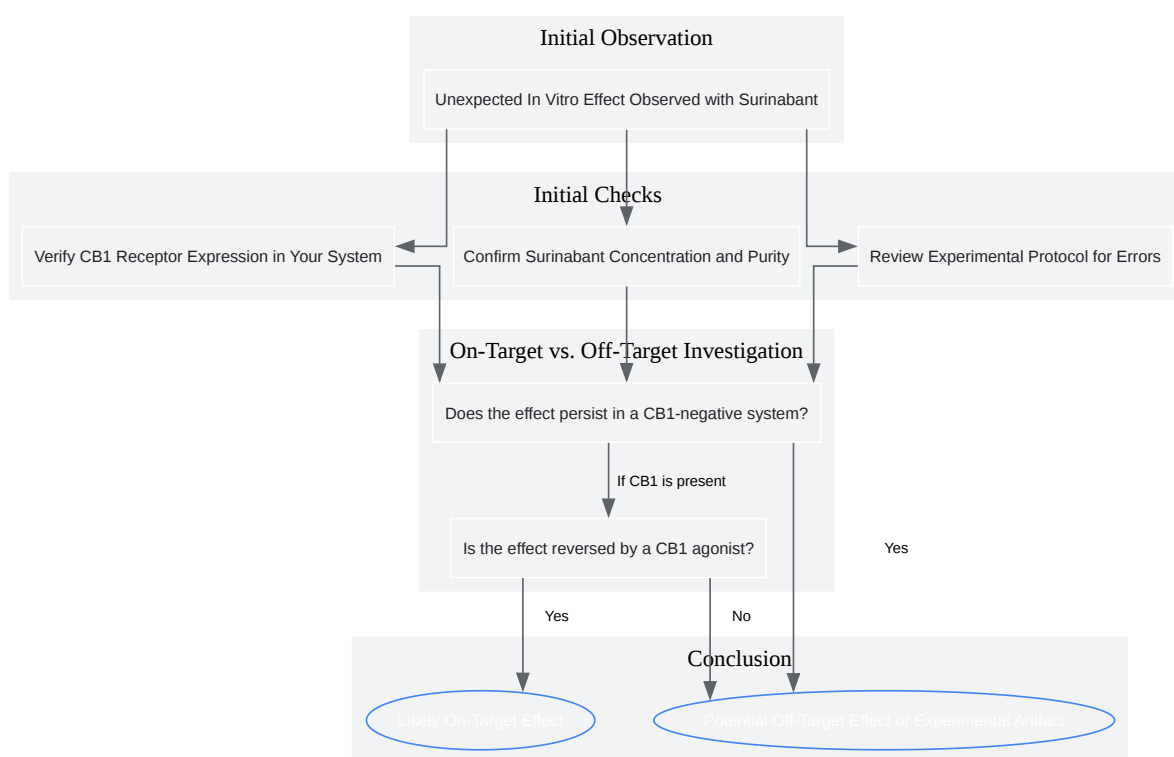 Initial Observation
Unexpected In Vitro Effect Observed with Surinabant
Initial Checks
Verify CB1 Receptor Expression in Your System
Confirm Surinabant Concentration and Purity
Review Experimental Protocol for Errors
On-Target vs. Off-Target Investigation
Does the effect persist in a CB1-negative system?
If CB1 is present
Is the effect reversed by a CB1 agonist?
Yes
Yes
No
Conclusion
Likely On-Target Effect
Potential Off-Target Effect or Experimental Artifact